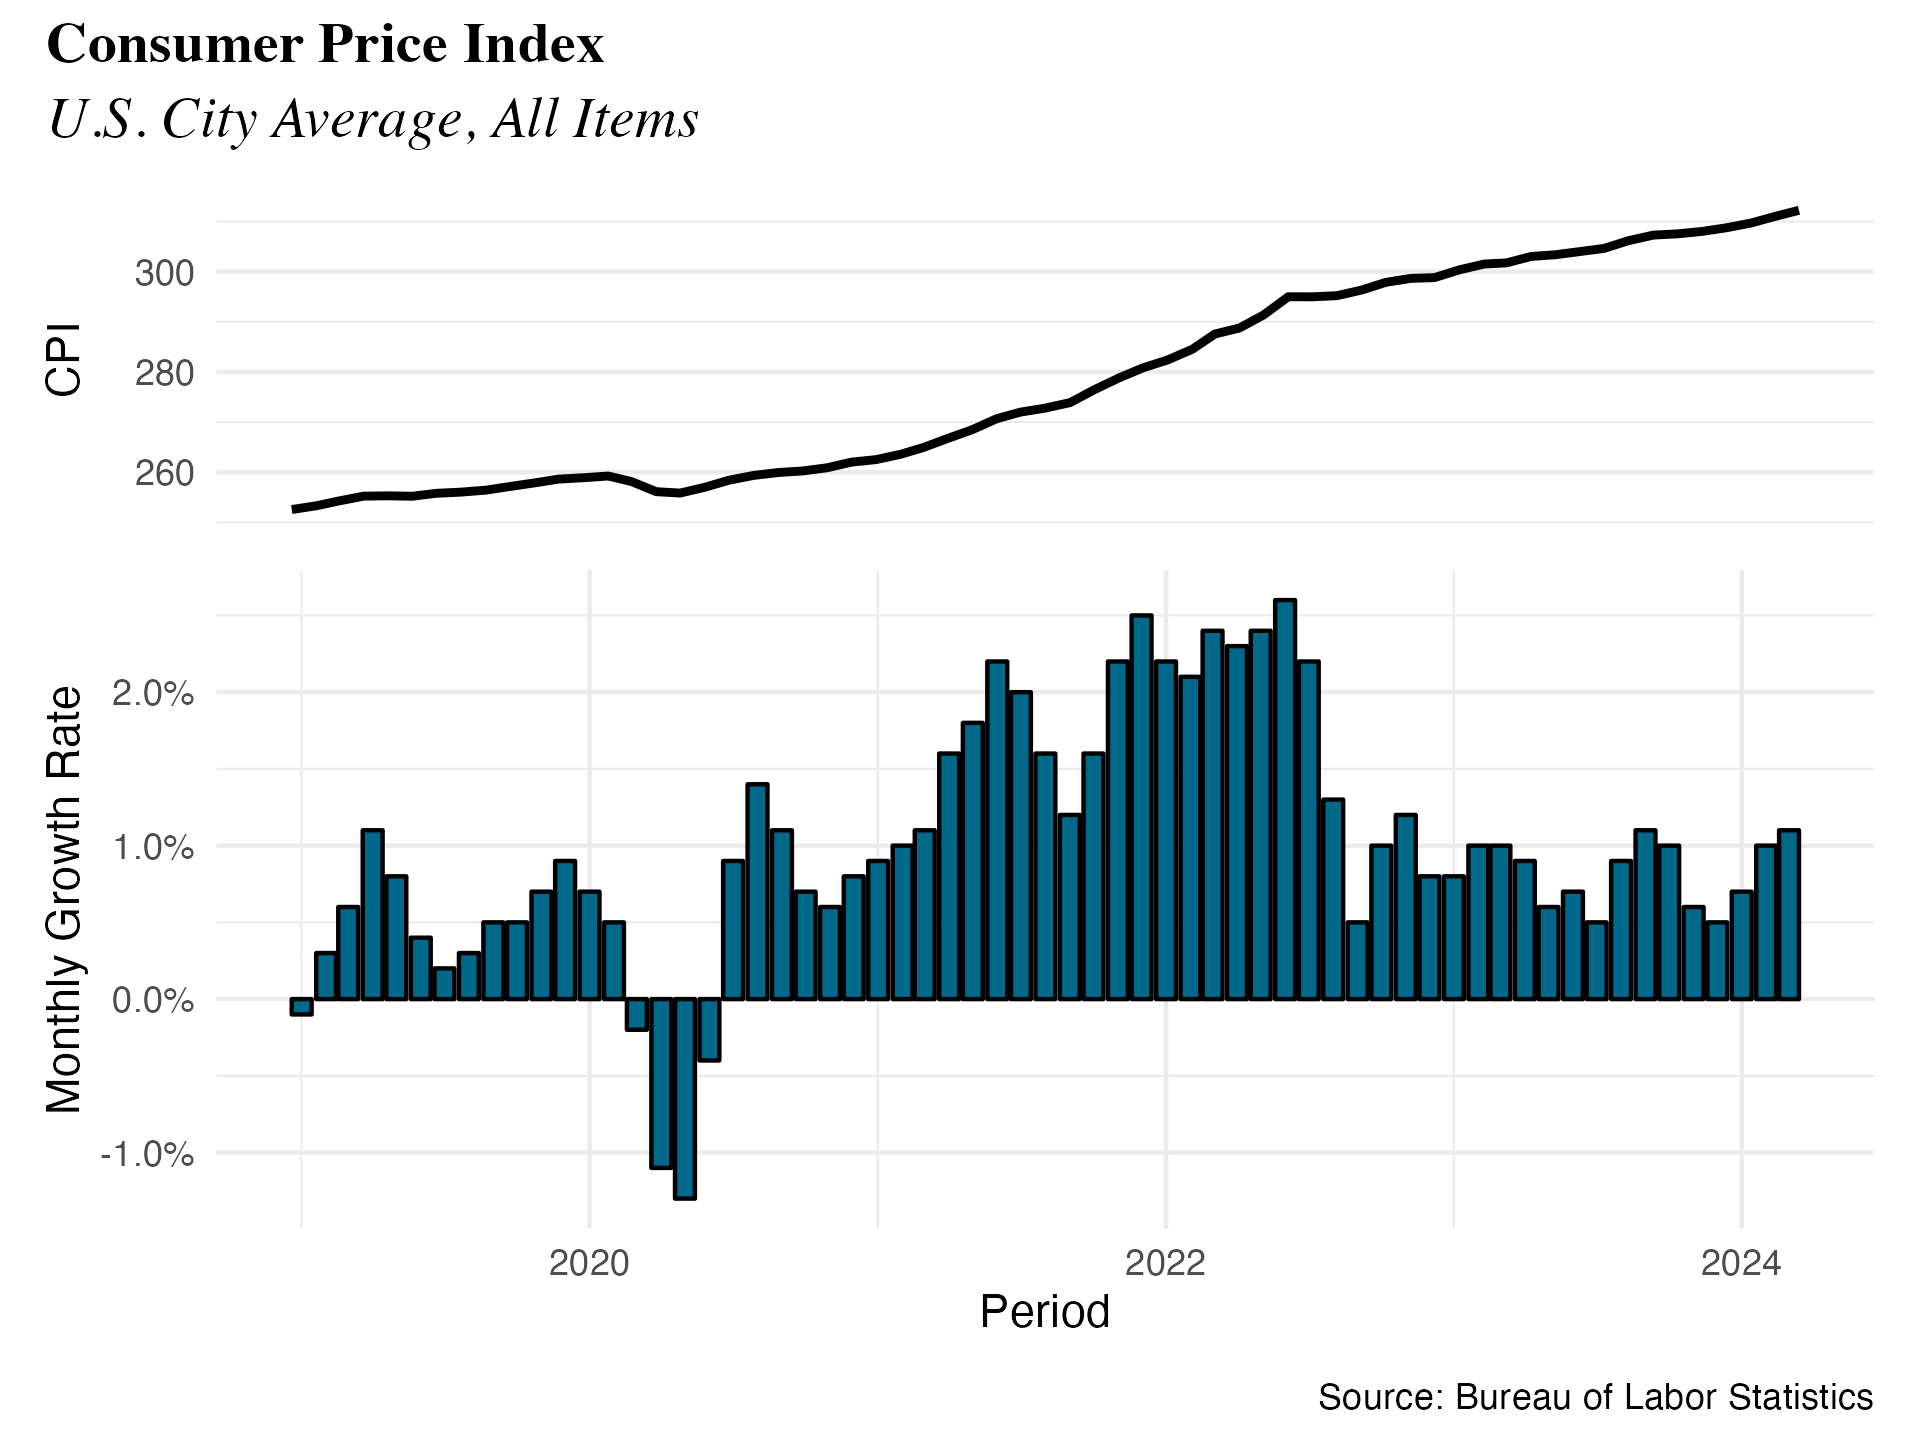 Consumer Price Index
U.S. City Average, All Items
CPI
300
280
260
Monthly Growth Rate
2.0%
1.0%
0.0%
-1.0%
2020 2022 2024
Period
Source: Bureau of Labor Statistics